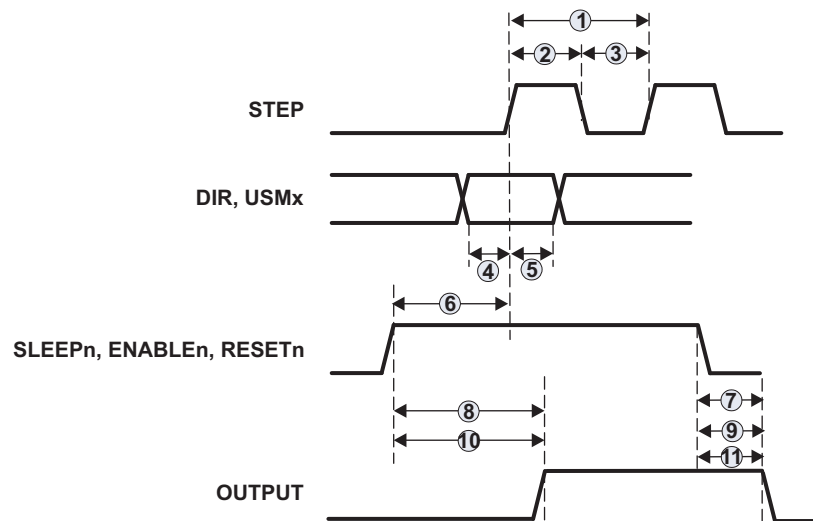 1
2 3
STEP
DIR, USMx
4 5
6
SLEEPn, ENABLEn, RESETn
7
8
9
10
11
OUTPUT